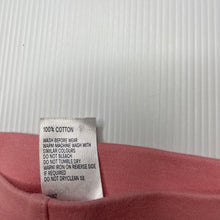 100% COTTON
WASH BEFORE WEAR
WARM MACHINE WASH WITH
SIMILAR COLOURS
DO NOT BLEACH
DO NOT TUMBLE DRY
WARM IRON ON REVERSE SIDE
IF REQUIRED
DO NOT DRYCLEAN